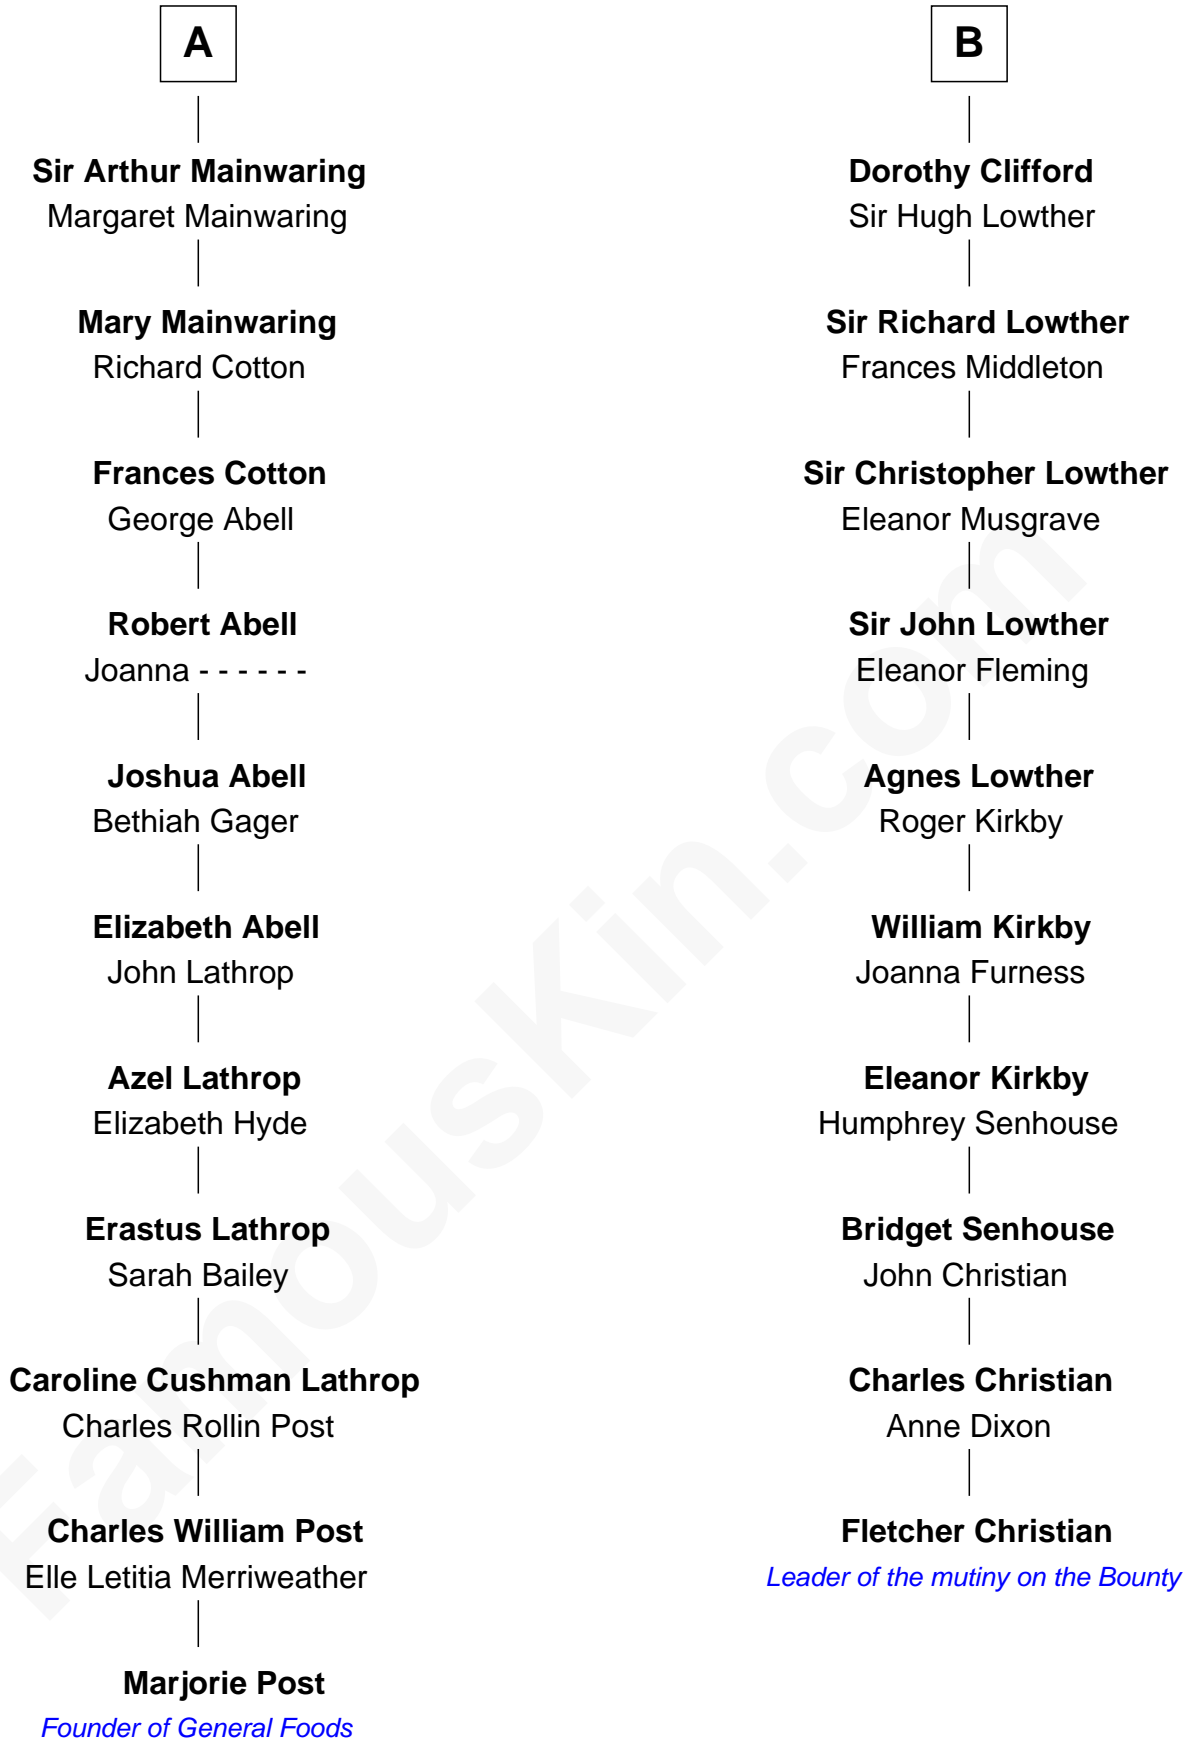 A
Sir Arthur Mainwaring
Margaret Mainwaring
Mary Mainwaring
Richard Cotton
Frances Cotton
George Abell
Robert Abell
Joanna - - - - - -
Joshua Abell
Bethiah Gager
Elizabeth Abell
John Lathrop
Azel Lathrop
Elizabeth Hyde
Erastus Lathrop
Sarah Bailey
Caroline Cushman Lathrop
Charles Rollin Post
Charles William Post
Elle Letitia Merriweather
Marjorie Post
Founder of General Foods
B
Dorothy Clifford
Sir Hugh Lowther
Sir Richard Lowther
Frances Middleton
Sir Christopher Lowther
Eleanor Musgrave
Sir John Lowther
Eleanor Fleming
Agnes Lowther
Roger Kirkby
William Kirkby
Joanna Furness
Eleanor Kirkby
Humphrey Senhouse
Bridget Senhouse
John Christian
Charles Christian
Anne Dixon
Fletcher Christian
Leader of the mutiny on the Bounty
FamousKin.com